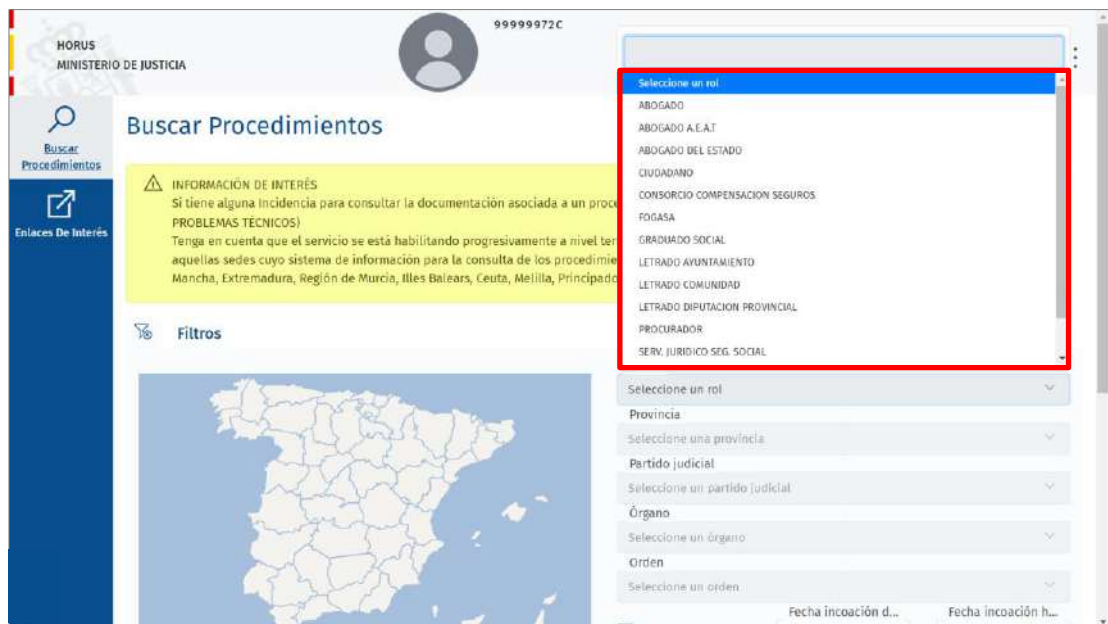 99999972C
HORUS
MINISTERIO DE JUSTICIA
Buscar
Procedimientos
Enlaces De Interés
Buscar Procedimientos
INFORMACIÓN DE INTERÉS
Si tiene alguna Incidencia para consultar la documentación asociada a un proce
PROBLEMAS TÉCNICOS)
Tenga en cuenta que el servicio se está habilitando progresivamente a nivel ter
aquellas sedes cuyo sistema de información para la consulta de los procedimie
Mancha, Extremadura, Región de Murcia, Illes Balears, Ceuta, Melilla, Principado
Filtros
Seleccione un rol
ABOGADO
ABOGADO A.E.A.T
ABOGADO DEL ESTADO
CIUDADANO
CONSORCIO COMPENSACION SEGUROS
FOGASA
GRADUADO SOCIAL
LETRADO AYUNTAMIENTO
LETRADO COMUNIDAD
LETRADO DIPUTACION PROVINCIAL
PROCURADOR
SERV. JURIDICO SEG. SOCIAL
Seleccione un rol
Provincia
Seleccione una provincia
Partido judicial
Seleccione un partido judicial
Órgano
Seleccione un órgano
Orden
Seleccione un orden
Fecha incoación d... Fecha incoación h...